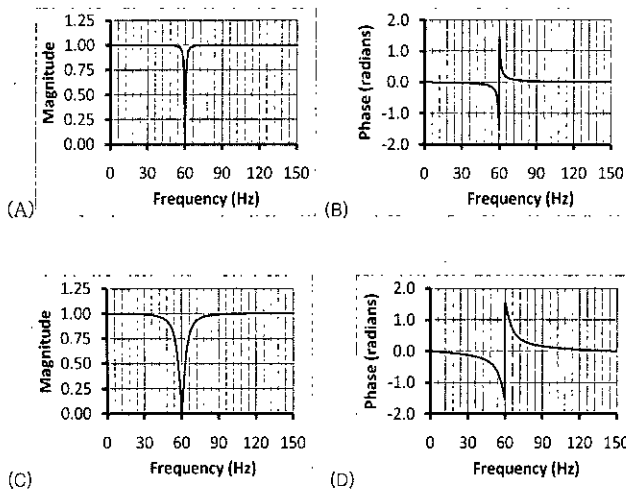 1.25
1.00
0.75
0.50
0.25
0.00
Magnitude
0 30 60 90 120 150
Frequency (Hz)
(A)
2.0
1.0
0.0
-1.0
-2.0
Phase (radians)
0 30 60 90 120 150
Frequency (Hz)
(B)
1.25
1.00
0.75
0.50
0.25
0.00
Magnitude
0 30 60 90 120 150
Frequency (Hz)
(C)
2.0
1.0
0.0
-1.0
-2.0
Phase (radians)
0 30 60 90 120 150
Frequency (Hz)
(D)